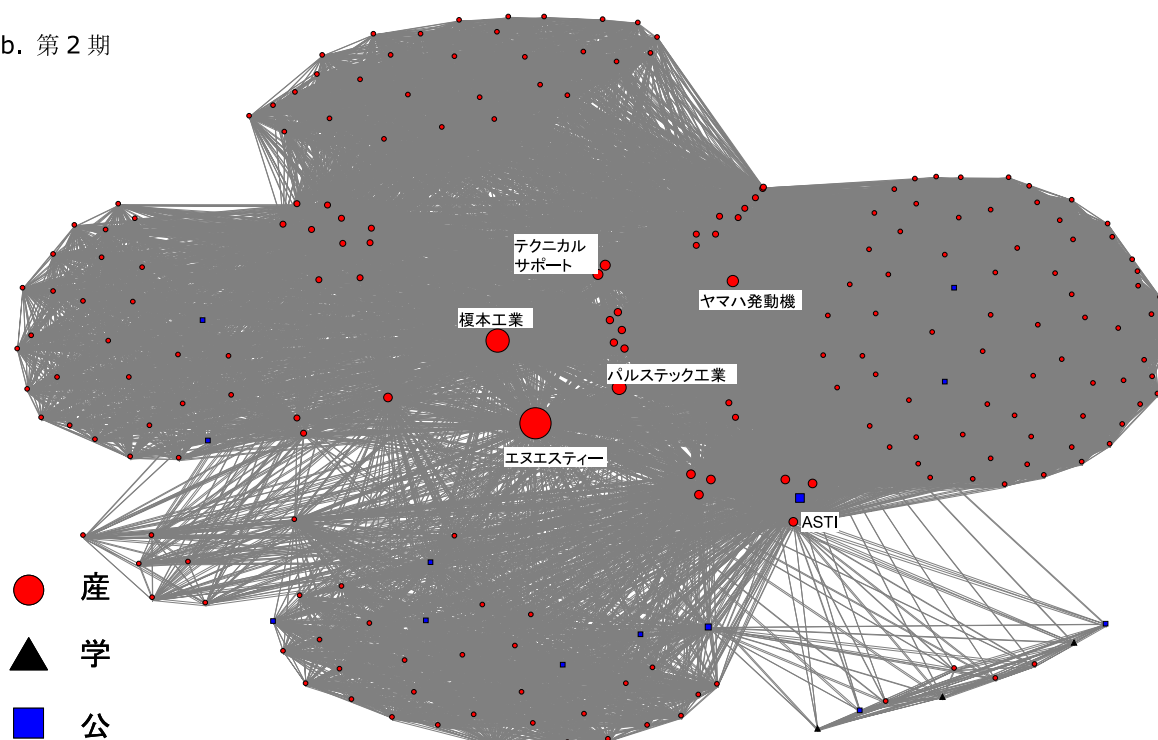 b. 第２期
テクニカル
サポート
ヤマハ発動機
榎本工業
パルステック工業
エヌエスティー
ASTI
産
学
公